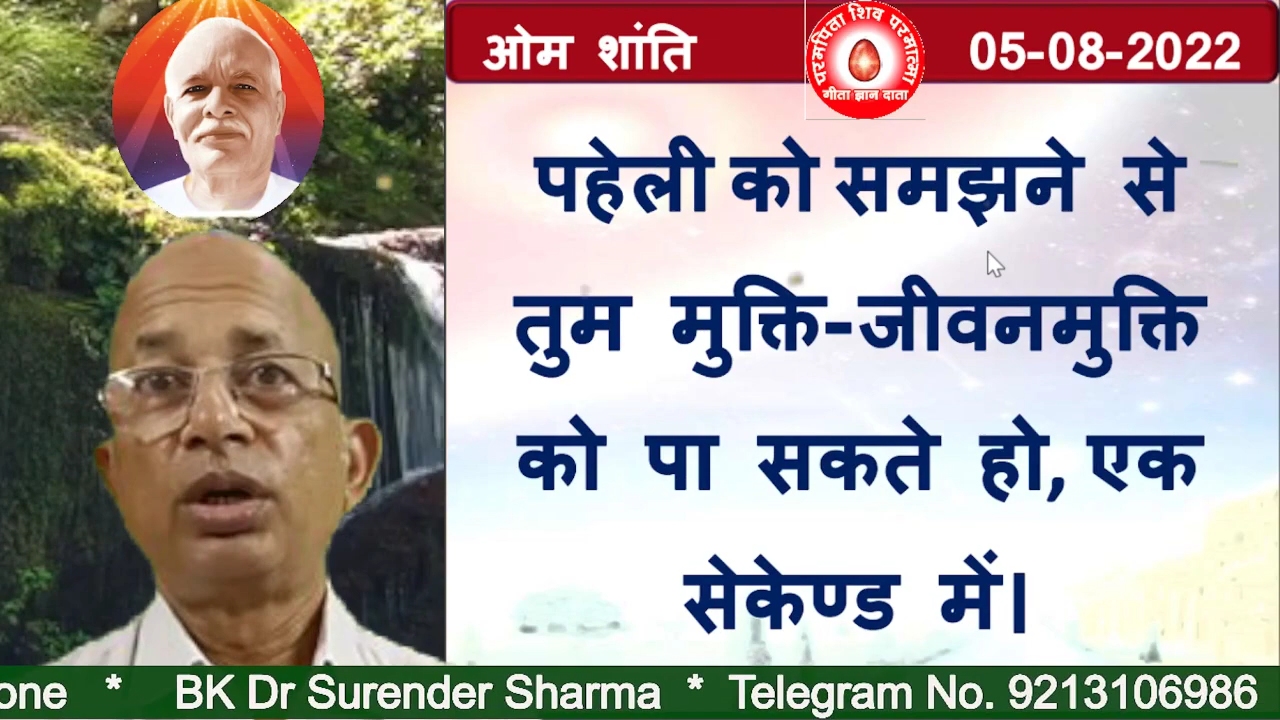 ओम शांति
परमपिता शिव परमात्मा
गीता ज्ञान दाता
05-08-2022
पहेली को समझने से
तुम मुक्ति-जीवनमुक्ति
को पा सकते हो, एक
सेकेण्ड में।
one * BK Dr Surender Sharma * Telegram No. 9213106986